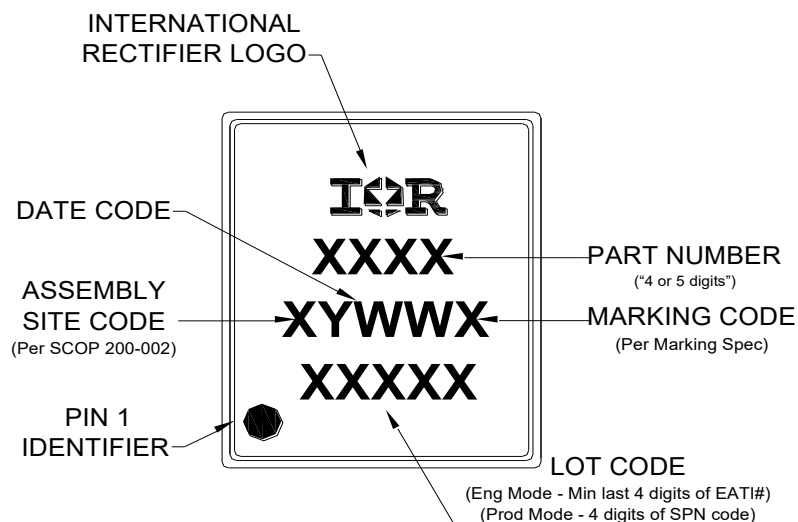 INTERNATIONAL
RECTIFIER LOGO
IOR
DATE CODE
XXXX
PART NUMBER
(“4 or 5 digits”)
ASSEMBLY
SITE CODE
(Per SCOP 200-002)
XYWWX
MARKING CODE
(Per Marking Spec)
XXXXX
PIN 1
IDENTIFIER
LOT CODE
(Eng Mode - Min last 4 digits of EATI#)
(Prod Mode - 4 digits of SPN code)